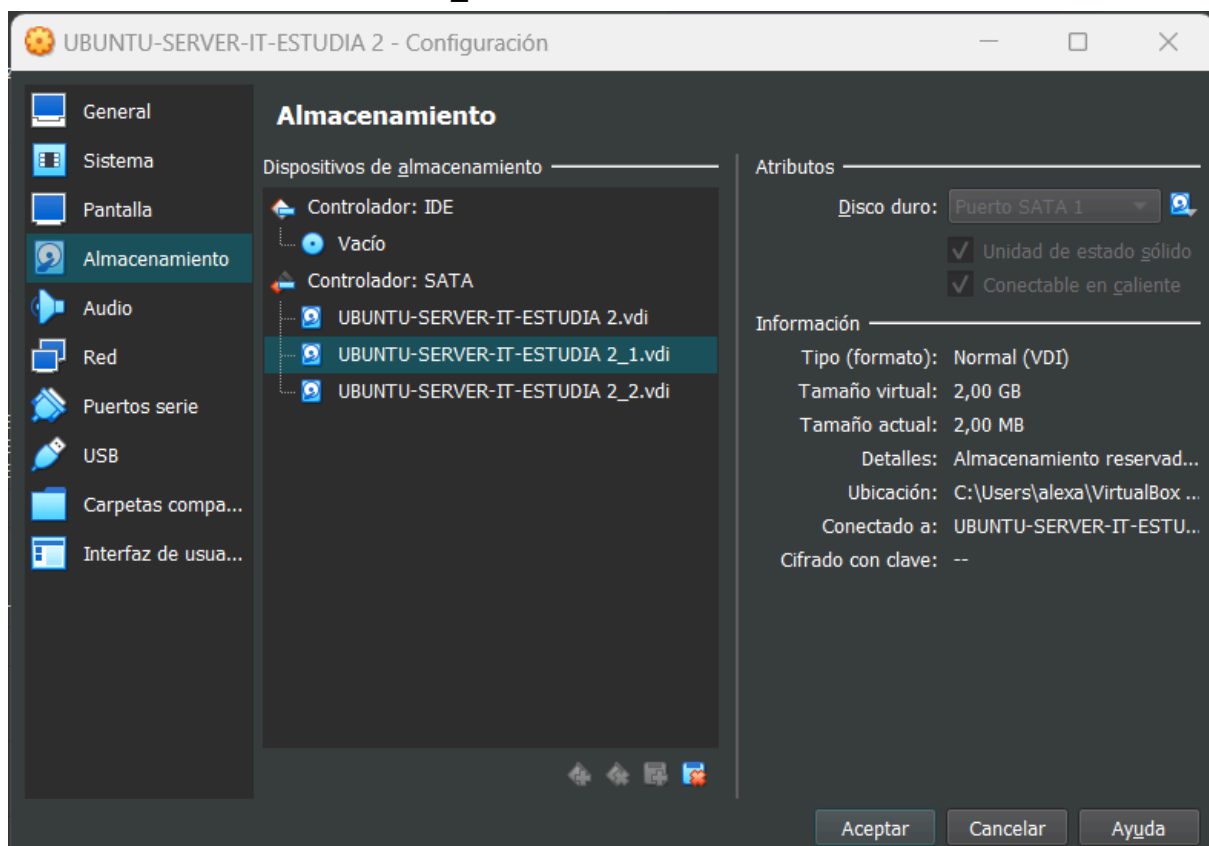 UBUNTU-SERVER-IT-ESTUDIA 2 - Configuración
General
Sistema
Pantalla
Almacenamiento
Audio
Red
Puertos serie
USB
Carpetas compa...
Interfaz de usua...
Almacenamiento
Dispositivos de almacenamiento
Controlador: IDE
Vacío
Controlador: SATA
UBUNTU-SERVER-IT-ESTUDIA 2.vdi
UBUNTU-SERVER-IT-ESTUDIA 2_1.vdi
UBUNTU-SERVER-IT-ESTUDIA 2_2.vdi
Atributos
Disco duro: Puerto SATA 1
Unidad de estado sólido
Conectable en caliente
Información
Tipo (formato): Normal (VDI)
Tamaño virtual: 2,00 GB
Tamaño actual: 2,00 MB
Detalles: Almacenamiento reservad...
Ubicación: C:\Users\alexa\VirtualBox ...
Conectado a: UBUNTU-SERVER-IT-ESTU...
Cifrado con clave: --
Aceptar Cancelar Ayuda